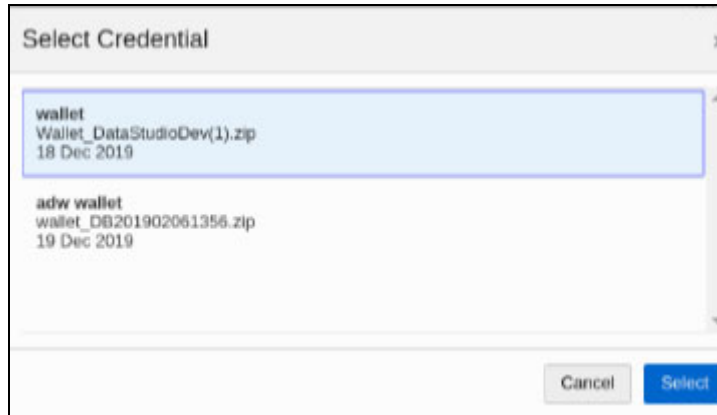 Select Credential
wallet
Wallet_DataStudioDev(1).zip
18 Dec 2019
adw wallet
wallet_DB201902061356.zip
19 Dec 2019
Cancel
Select